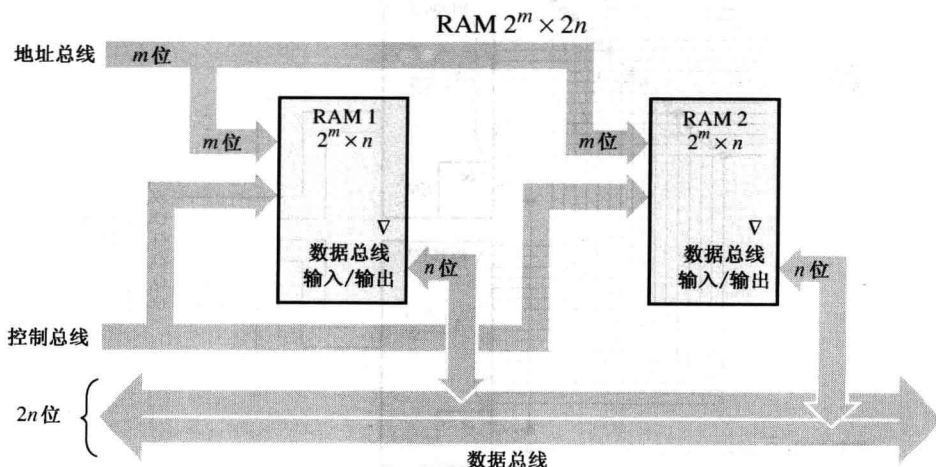 RAM 2^m × 2n
地址总线
m位
RAM 1
2^m × n
m位
∇
数据总线
输入/输出
n位
RAM 2
2^m × n
m位
∇
数据总线
输入/输出
n位
控制总线
2n位
数据总线